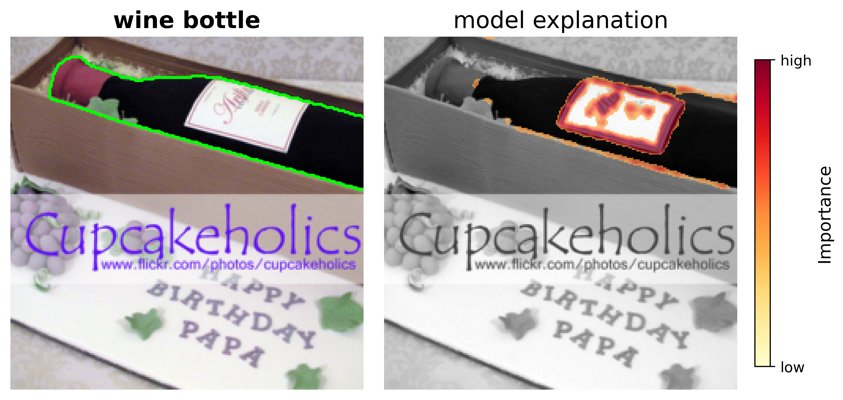 wine bottle
model explanation
high
Importance
low
Cupcakeholics
www.flickr.com/photos/cupcakeholics
HAPPY
BIRTHDAY
PAPA
Cupcakeholics
www.flickr.com/photos/cupcakeholics
HAPPY
BIRTHDAY
PAPA